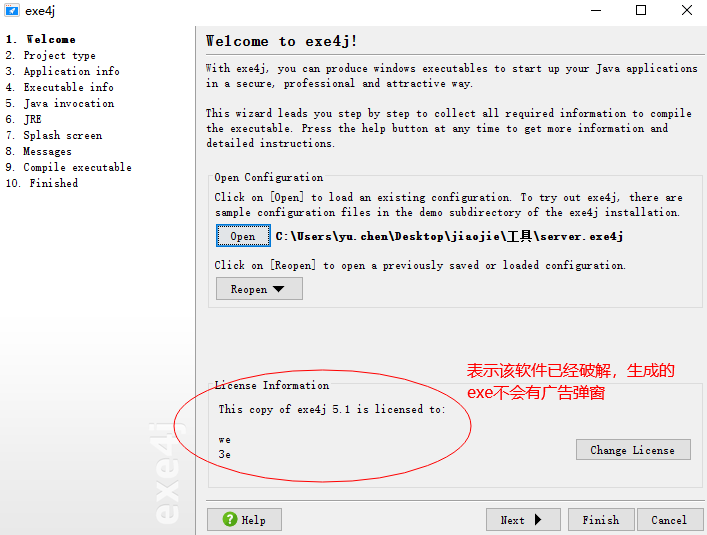 exe4j
1. Welcome
2. Project type
3. Application info
4. Executable info
5. Java invocation
6. JRE
7. Splash screen
8. Messages
9. Compile executable
10. Finished
exe4j
Welcome to exe4j!
With exe4j, you can produce windows executables to start up your Java applications
in a secure, professional and attractive way.
This wizard leads you step by step to collect all required information to compile
the executable. Press the help button at any time to get more information and
detailed instructions.
Open Configuration
Click on [Open] to load an existing configuration. To try out exe4j, there are
sample configuration files in the demo subdirectory of the exe4j installation.
Open C:\Users\yu.chen\Desktop\jiaojie\工具\server.exe4j
Click on [Reopen] to open a previously saved or loaded configuration.
Reopen
表示该软件已经破解，生成的
exe不会有广告弹窗
License Information
This copy of exe4j 5.1 is licensed to:
we
3e
Change License
Help Next Finish Cancel